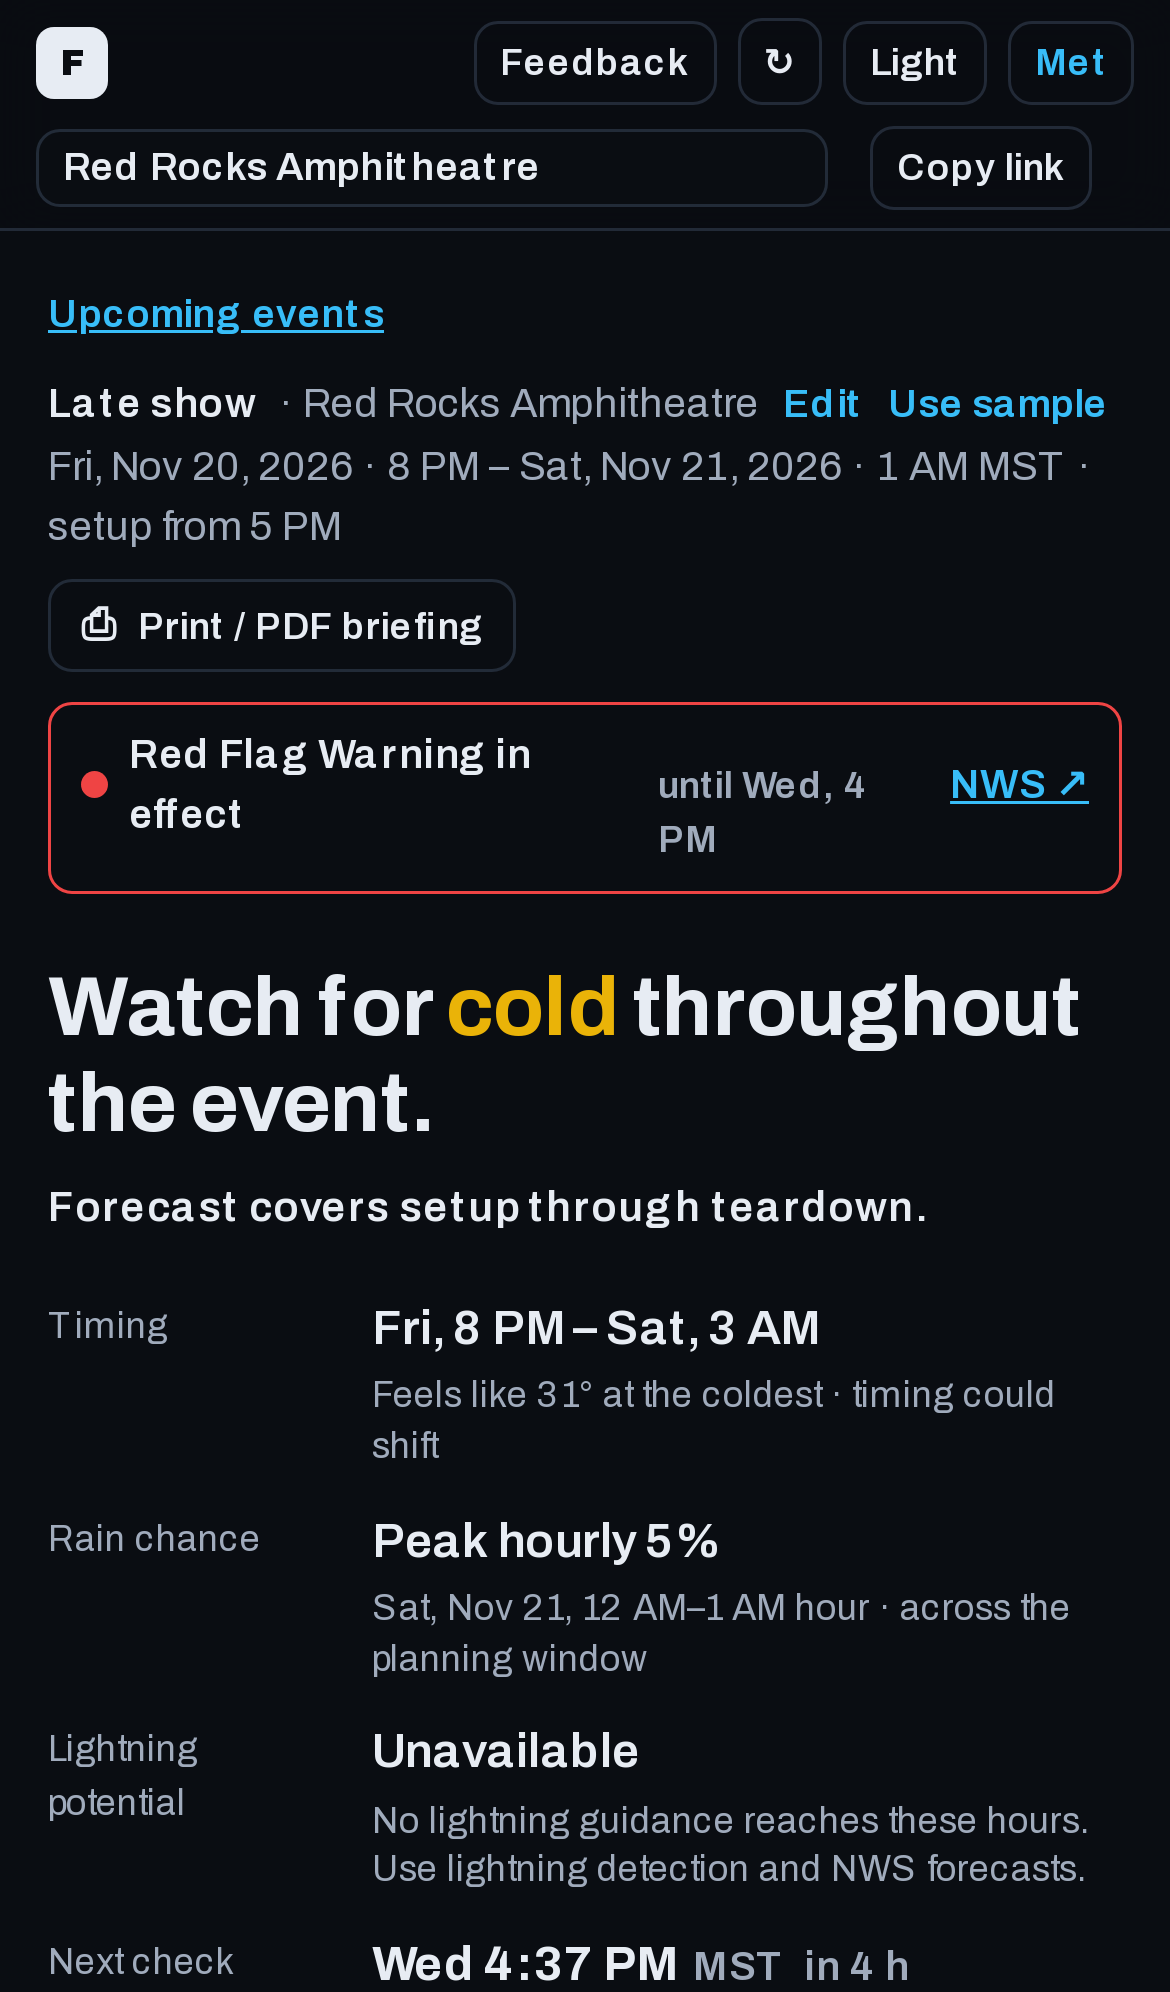 F Feedback ↻ Light Met
Red Rocks Amphitheatre Copy link
Upcoming events
Late show · Red Rocks Amphitheatre Edit Use sample
Fri, Nov 20, 2026 · 8 PM – Sat, Nov 21, 2026 · 1 AM MST ·
setup from 5 PM
Print / PDF briefing
Red Flag Warning in
effect
until Wed, 4
PM
NWS ↗
Watch for cold throughout
the event.
Forecast covers setup through teardown.
Timing
Fri, 8 PM – Sat, 3 AM
Feels like 31° at the coldest · timing could
shift
Rain chance
Peak hourly 5%
Sat, Nov 21, 12 AM–1 AM hour · across the
planning window
Lightning
potential
Unavailable
No lightning guidance reaches these hours.
Use lightning detection and NWS forecasts.
Next check
Wed 4:37 PM MST in 4 h